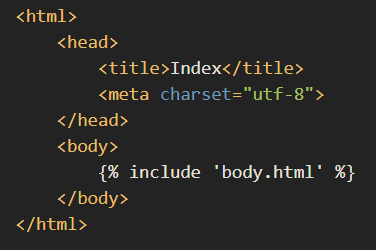 <html>
    <head>
        <title>Index</title>
        <meta charset="utf-8">
    </head>
    <body>
        {% include 'body.html' %}
    </body>
</html>